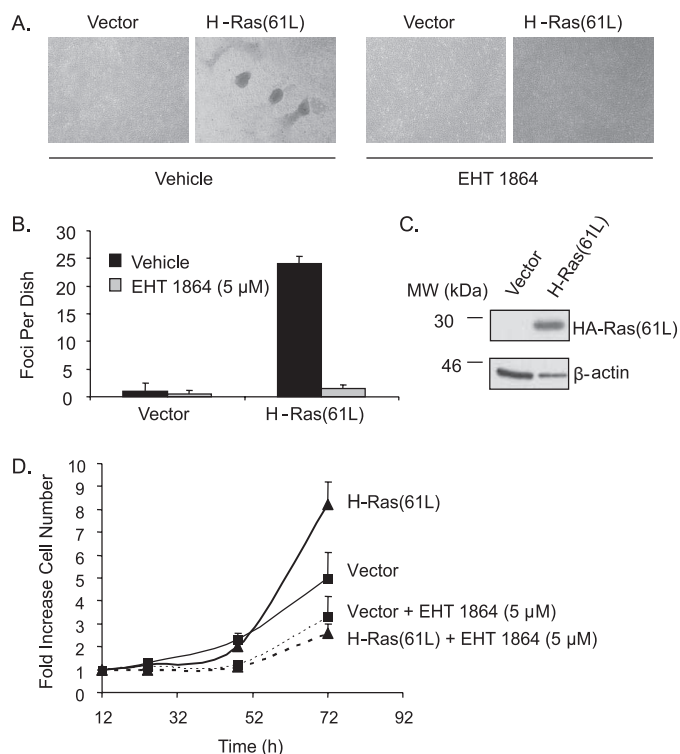 A.
Vector H-Ras(61L) Vector H-Ras(61L)
Vehicle EHT 1864
B.
30
25
20
15
10
5
0
Foci Per Dish
Vehicle
EHT 1864 (5 µM)
Vector H-Ras(61L)
C.
Vector
H-Ras(61L)
MW (kDa)
30
HA-Ras(61L)
46
β-actin
D.
10
9
8
7
6
5
4
3
2
1
0
Fold Increase Cell Number
H-Ras(61L)
Vector
Vector + EHT 1864 (5 µM)
H-Ras(61L) + EHT 1864 (5 µM)
12 32 52 72 92
Time (h)